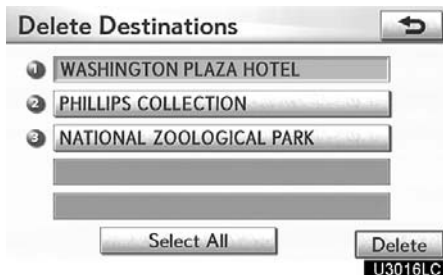 Delete Destinations
1 WASHINGTON PLAZA HOTEL
2 PHILLIPS COLLECTION
3 NATIONAL ZOOLOGICAL PARK
Select All
Delete
U3016LC